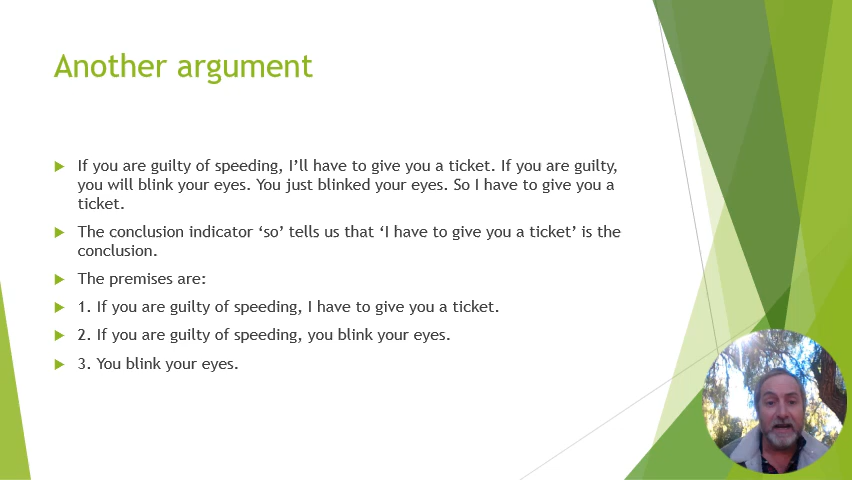 Another argument
If you are guilty of speeding, I’ll have to give you a ticket. If you are guilty,
you will blink your eyes. You just blinked your eyes. So I have to give you a
ticket.
The conclusion indicator ‘so’ tells us that ‘I have to give you a ticket’ is the
conclusion.
The premises are:
1. If you are guilty of speeding, I have to give you a ticket.
2. If you are guilty of speeding, you blink your eyes.
3. You blink your eyes.